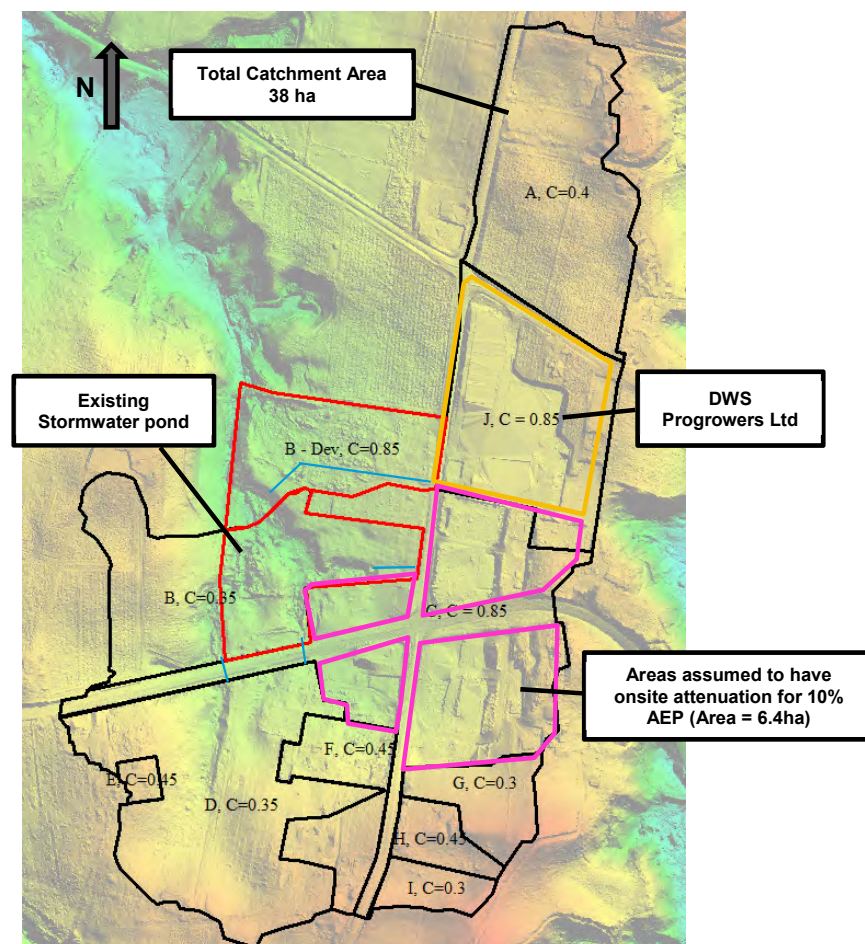 Total Catchment Area
38 ha
N
A, C=0.4
Existing
Stormwater pond
DWS
Progrowers Ltd
J, C = 0.85
B - Dev, C=0.85
B, C=0.35
C, C = 0.85
Areas assumed to have
onsite attenuation for 10%
AEP (Area = 6.4ha)
F, C=0.45
E, C=0.45
G, C=0.3
D, C=0.35
H, C=0.45
I, C=0.3